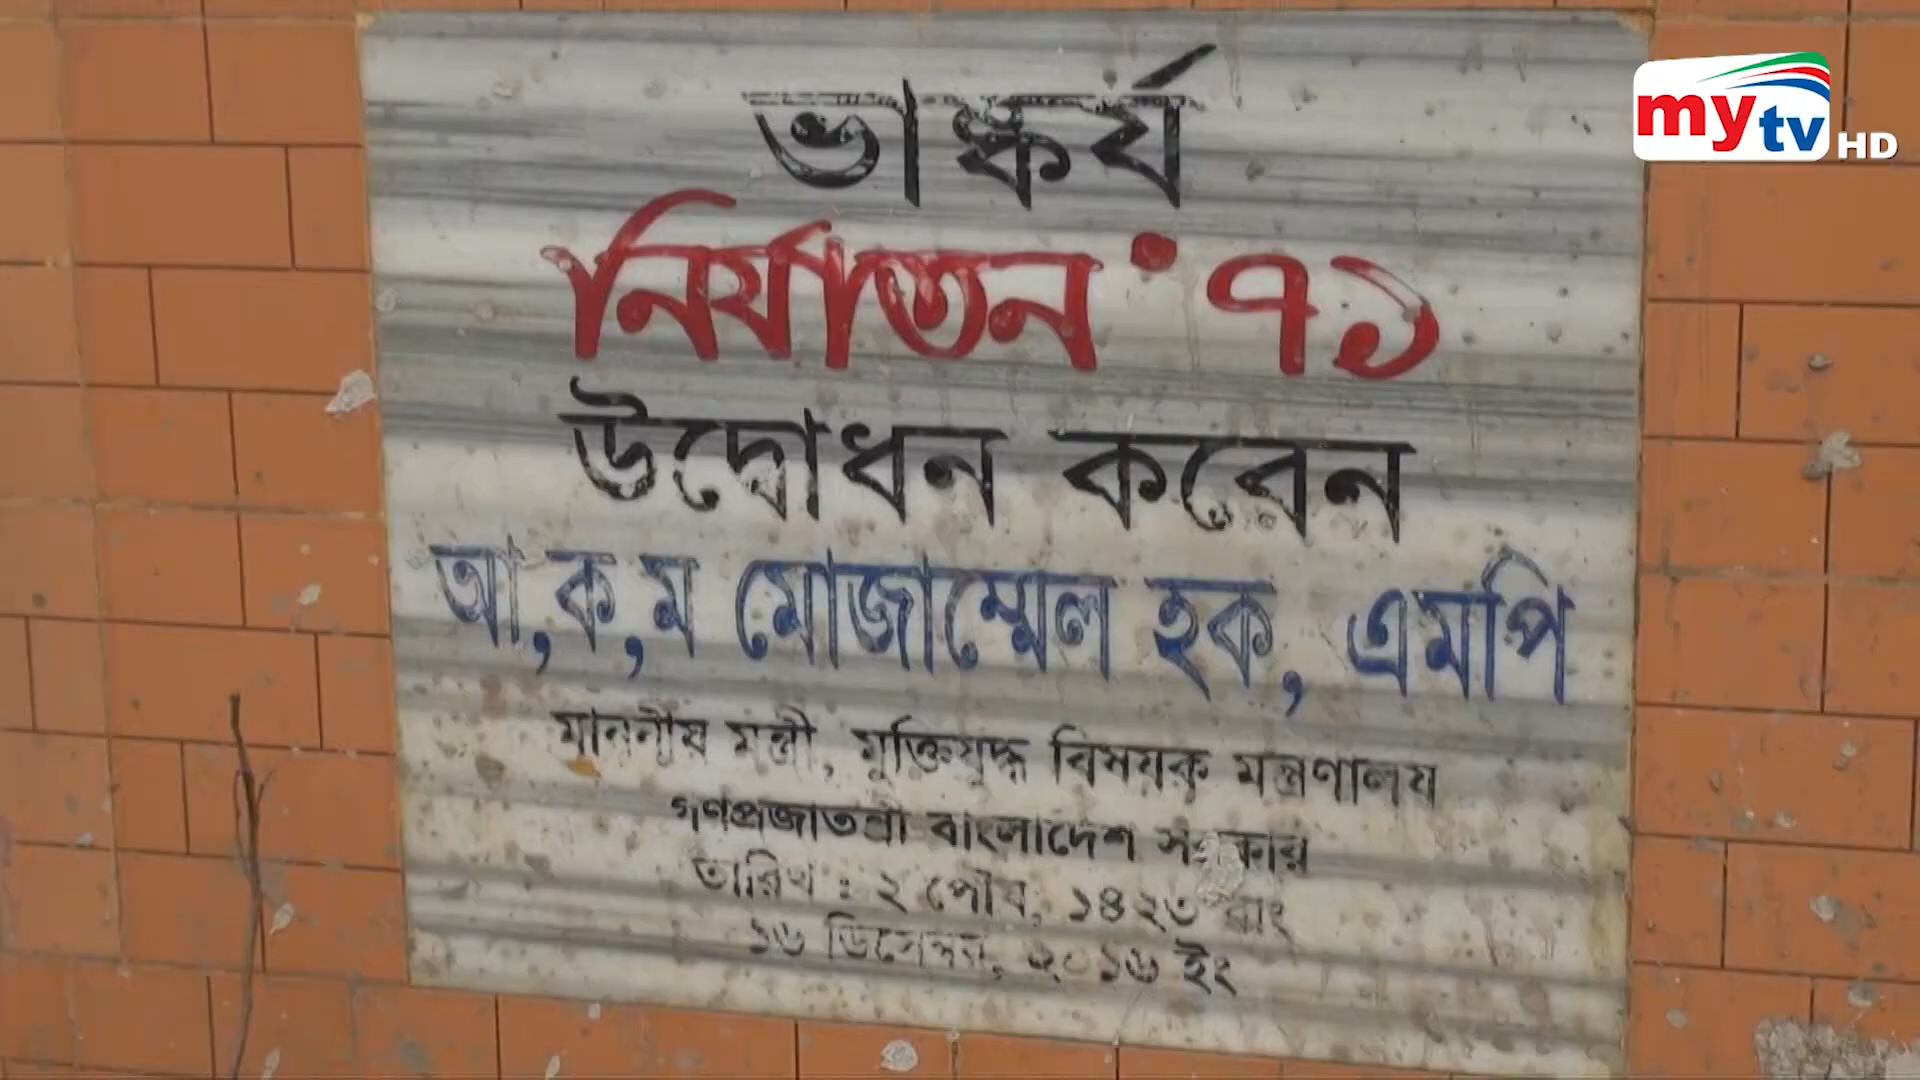 ভাস্কর্য
নির্যাতন '৭১
উদ্বোধন করেন
আ,ক,ম মোজাম্মেল হক, এমপি
মাননীয় মন্ত্রী, মুক্তিযুদ্ধ বিষয়ক মন্ত্রণালয়
গণপ্রজাতন্ত্রী বাংলাদেশ সরকার
তারিখ : ২ পৌষ, ১৪২৩ বাং
১৬ ডিসেম্বর, ২০১৬ ইং
mytv HD